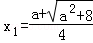 x₁ = (a+√(a²+8))/4